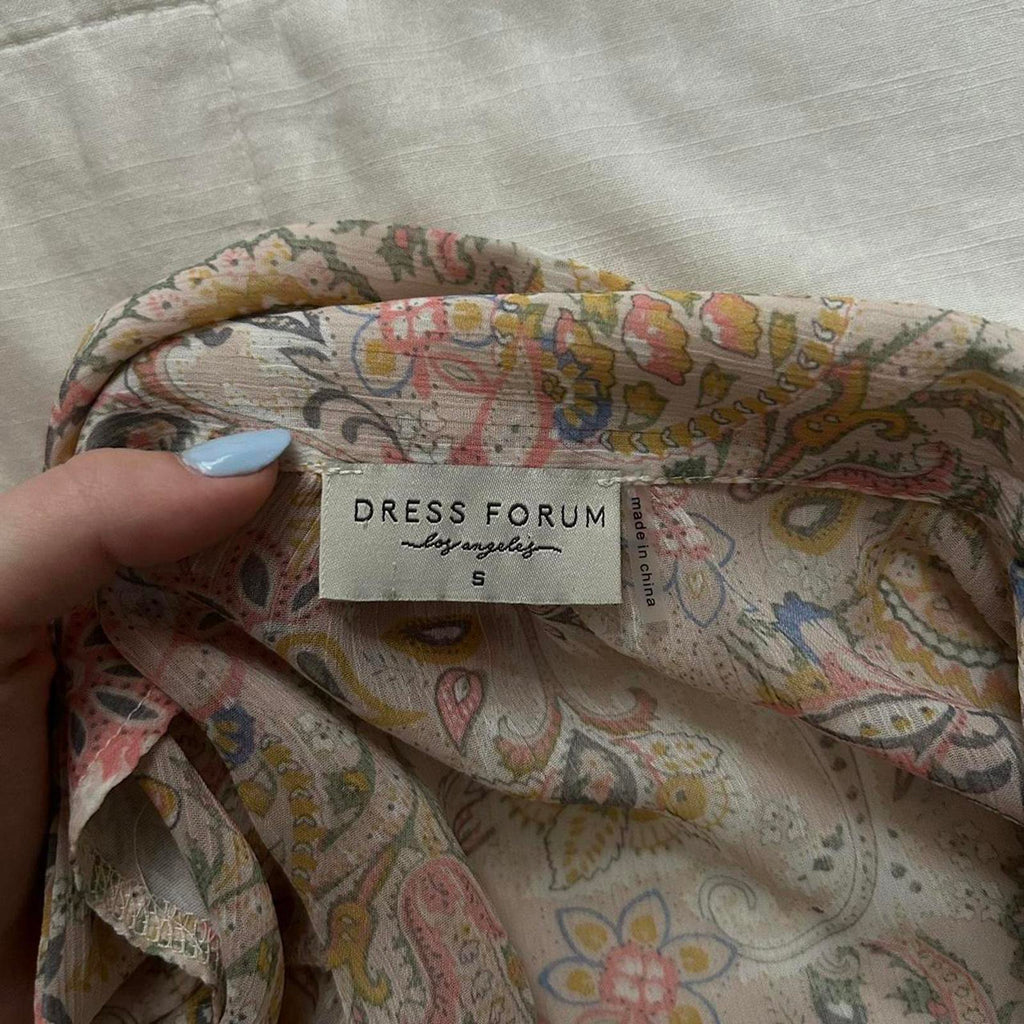 DRESS FORUM
los angeles
S
made in china